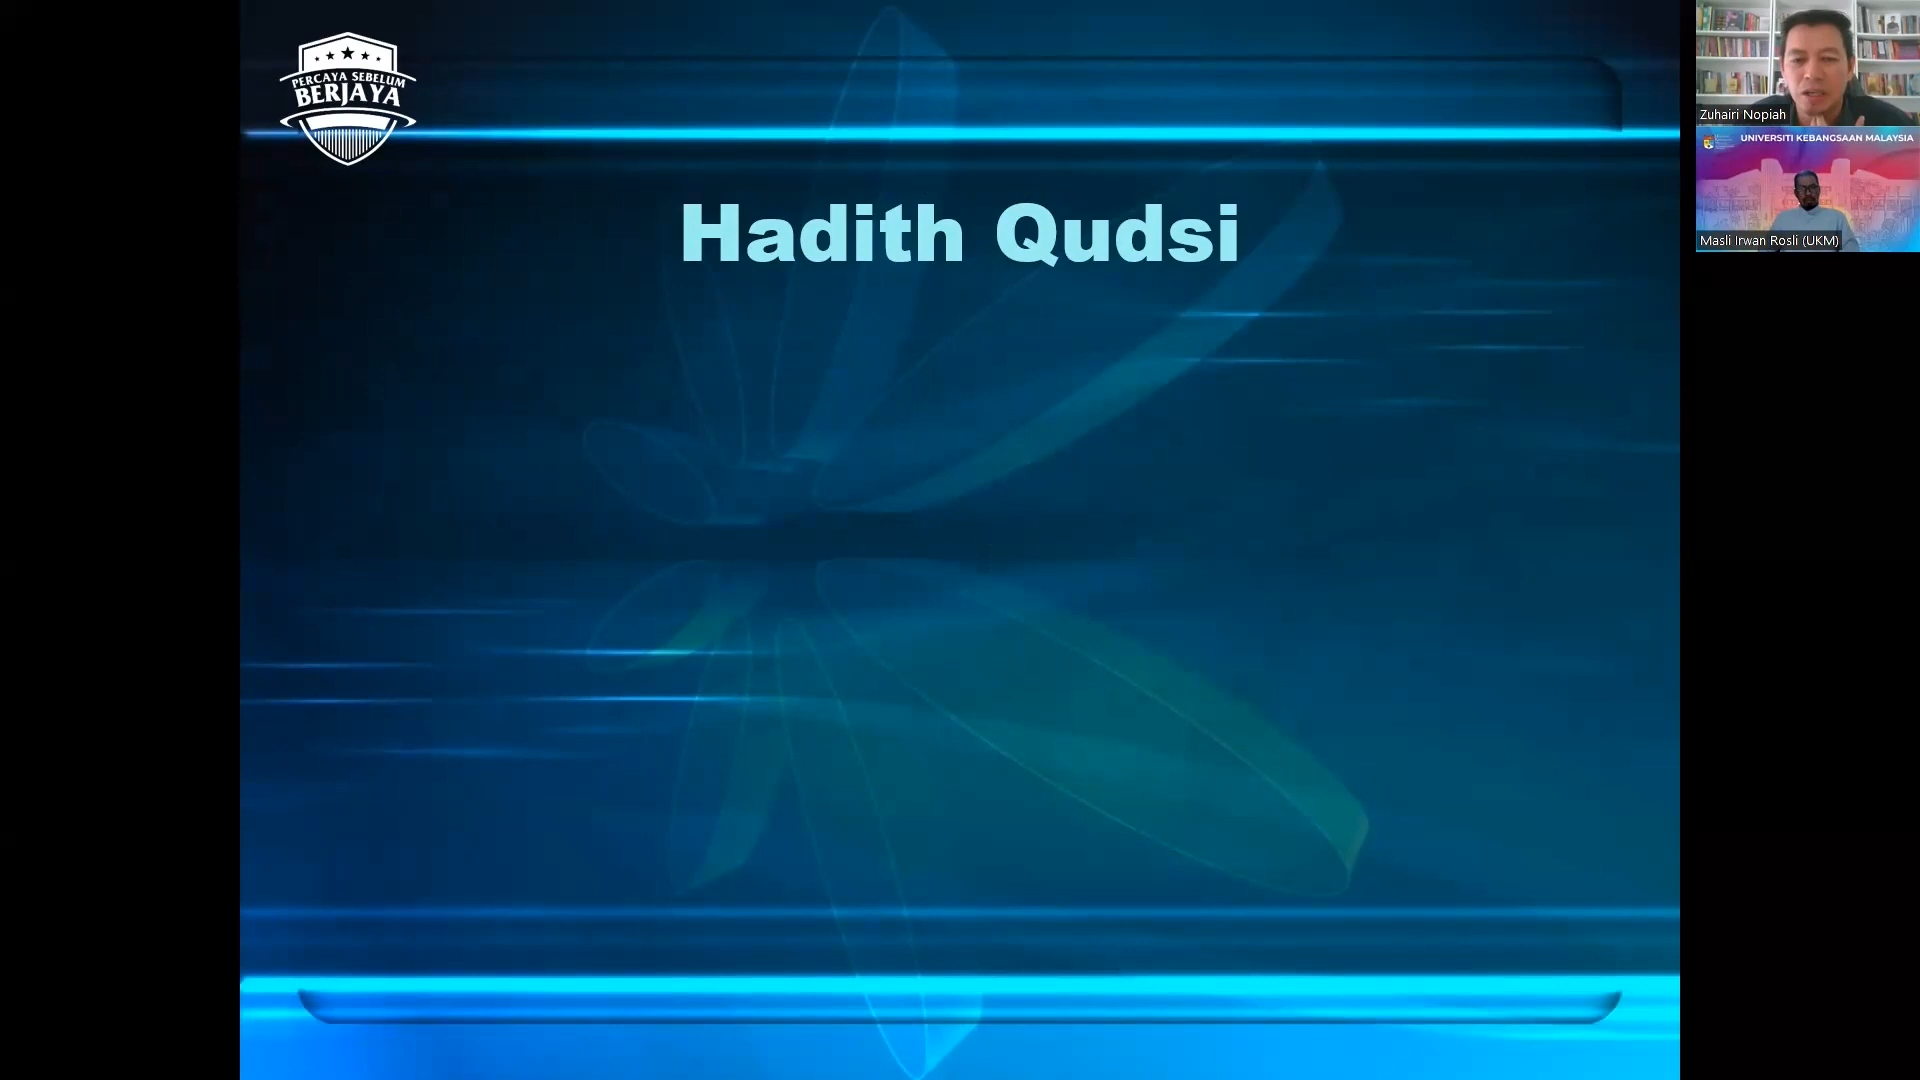 PERCAYA SEBELUM
BERJAYA
Hadith Qudsi
Zuhairi Nopiah
UNIVERSITI KEBANGSAAN MALAYSIA
Masli Irwan Rosli (UKM)